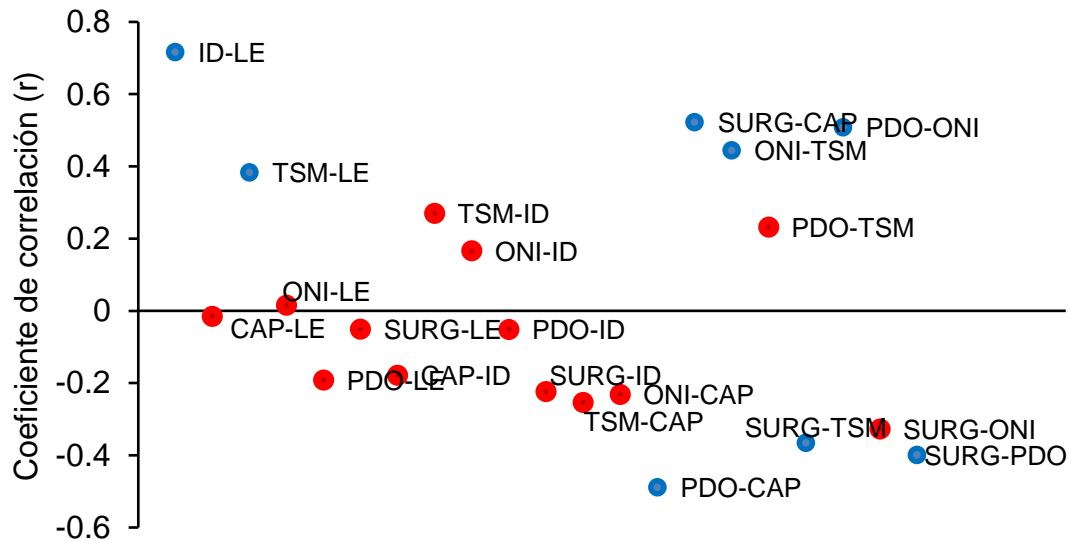 Coeficiente de correlación (r)
0.8
0.6
0.4
0.2
0
-0.2
-0.4
-0.6
ID-LE
SURG-CAP
PDO-ONI
ONI-TSM
TSM-LE
TSM-ID
PDO-TSM
ONI-ID
ONI-LE
CAP-LE
SURG-LE
PDO-ID
PDO-LE
CAP-ID
SURG-ID
ONI-CAP
TSM-CAP
SURG-TSM
SURG-ONI
SURG-PDO
PDO-CAP